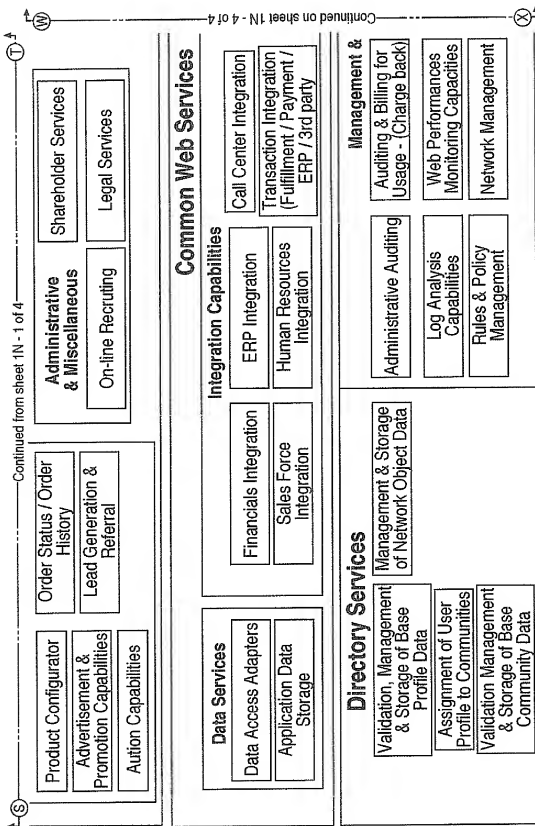 Continued from sheet 1N - 1 of 4
S
T
Product Configurator
Advertisement &
Promotion Capabilities
Aution Capabilities
Order Status / Order
History
Lead Generation &
Referral
Administrative
& Miscellaneous
On-line Recruting
Shareholder Services
Legal Services
Common Web Services
Data Services
Data Access Adapters
Application Data
Storage
Integration Capabilities
Financials Integration
Sales Force
Integration
ERP Integration
Human Resources
Integration
Call Center Integration
Transaction Integration
(Fulfillment / Payment /
ERP / 3rd party
Directory Services
Validation, Management
& Storage of Base
Profile Data
Assignment of User
Profile to Communities
Validation Management
& Storage of Base
Community Data
Management & Storage
of Network Object Data
Management &
Administrative Auditing
Log Analysis
Capabilities
Rules & Policy
Management
Auditing & Billing for
Usage - (Charge back)
Web Performances
Monitoring Capacities
Network Management
Continued on sheet 1N - 4 of 4
X